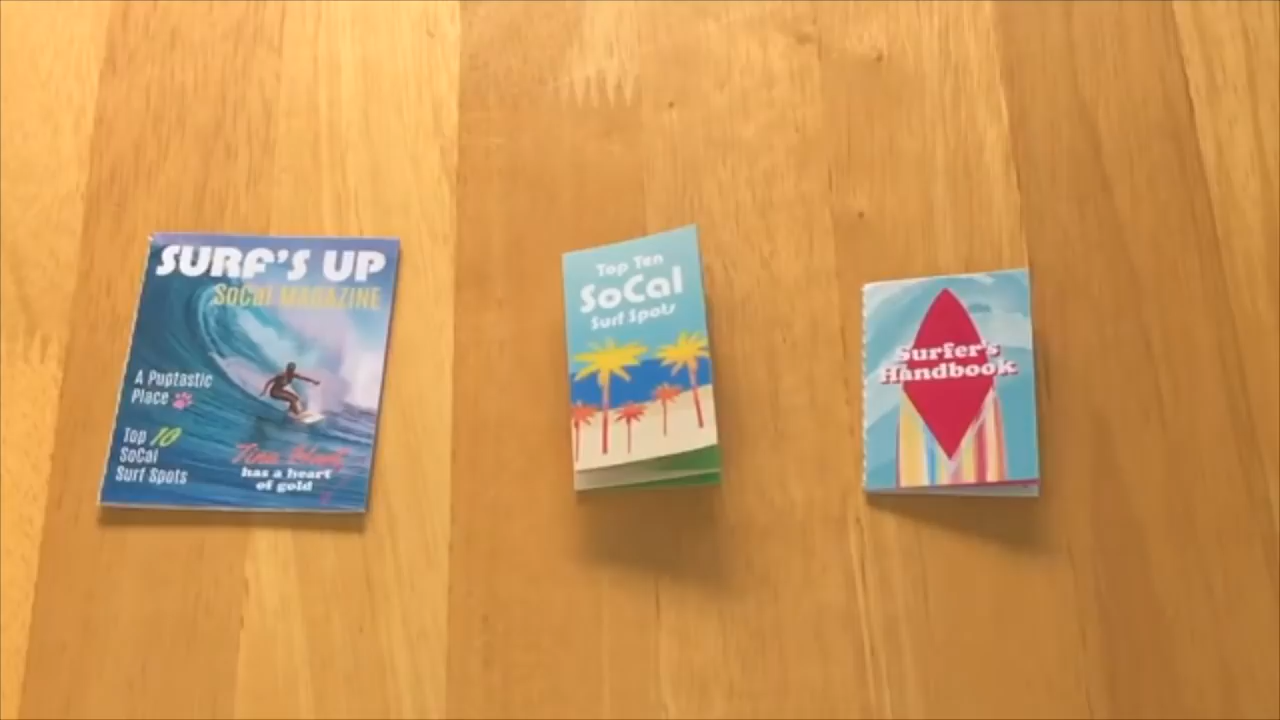 SURF'S UP
SoCal MAGAZINE
A Puptastic
Place
Top 10
SoCal
Surf Spots
has a heart
of gold
Top Ten
SoCal
Surf Spots
Surfer's
Handbook